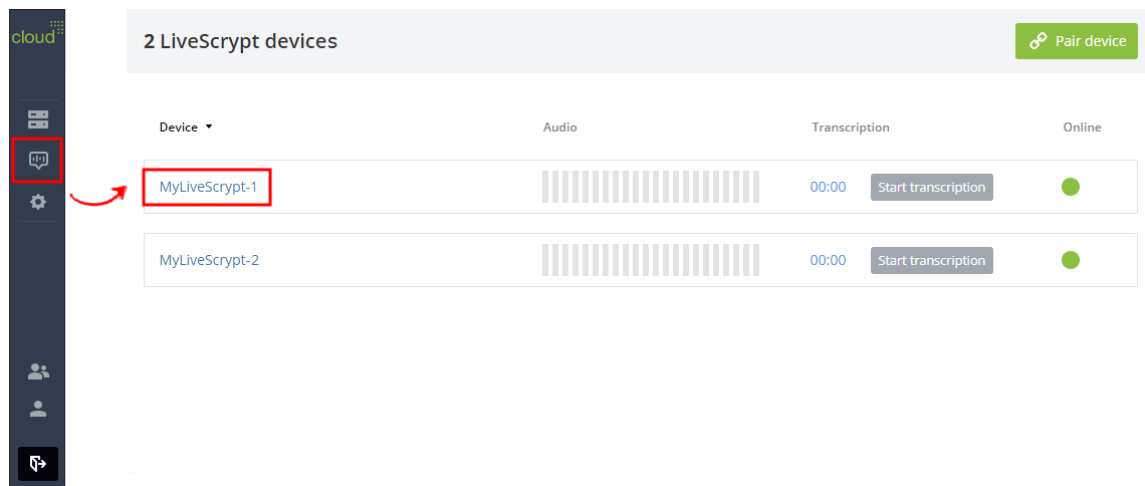 cloud
2 LiveScrypt devices
Pair device
Device Audio Transcription Online
MyLiveScrypt-1 00:00 Start transcription
MyLiveScrypt-2 00:00 Start transcription